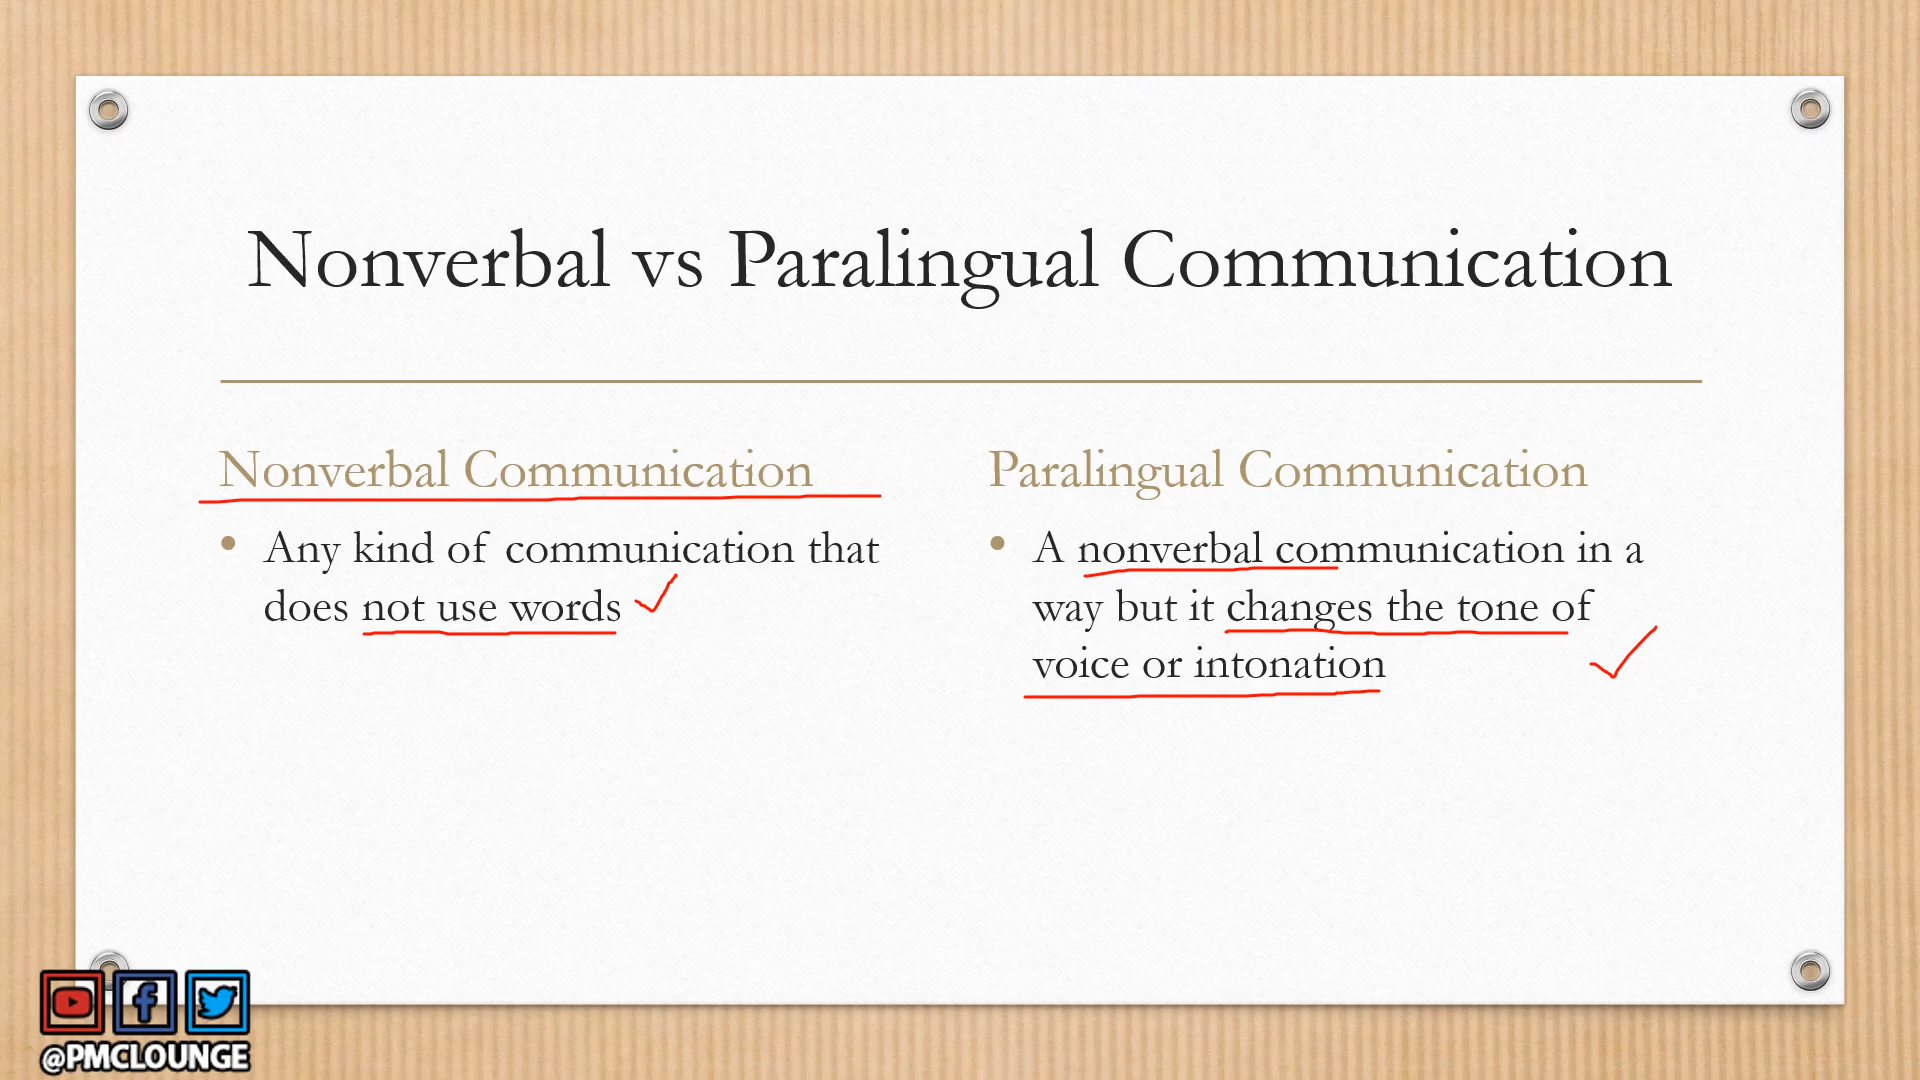 Nonverbal vs Paralingual Communication
Nonverbal Communication
• Any kind of communication that
does not use words
Paralingual Communication
• A nonverbal communication in a
way but it changes the tone of
voice or intonation
@PMCLOUNGE